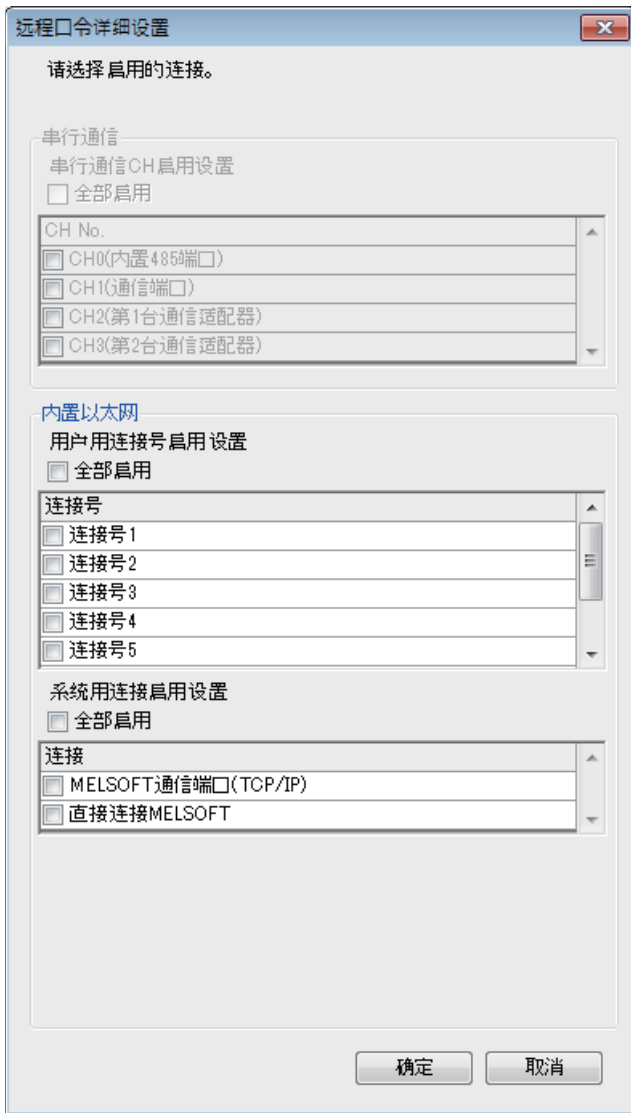 远程口令详细设置
请选择启用的连接。
串行通信
串行通信CH启用设置
全部启用
CH No.
CH0(内置485端口)
CH1(通信端口)
CH2(第1台通信适配器)
CH3(第2台通信适配器)
内置以太网
用户用连接号启用设置
全部启用
连接号
连接号1
连接号2
连接号3
连接号4
连接号5
系统用连接启用设置
全部启用
连接
MELSOFT通信端口(TCP/IP)
直接连接MELSOFT
确定 取消